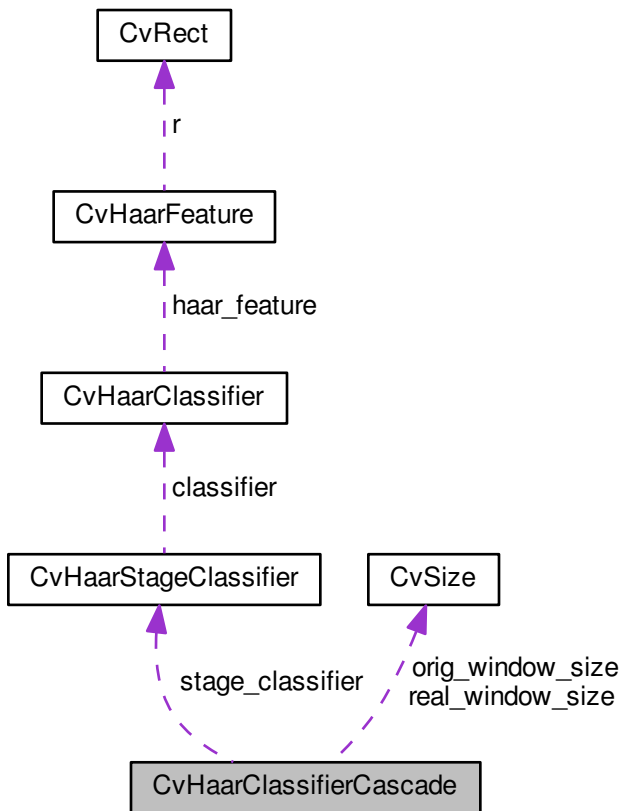 CvRect
r
CvHaarFeature
haar_feature
CvHaarClassifier
classifier
CvHaarStageClassifier
CvSize
stage_classifier
orig_window_size
real_window_size
CvHaarClassifierCascade